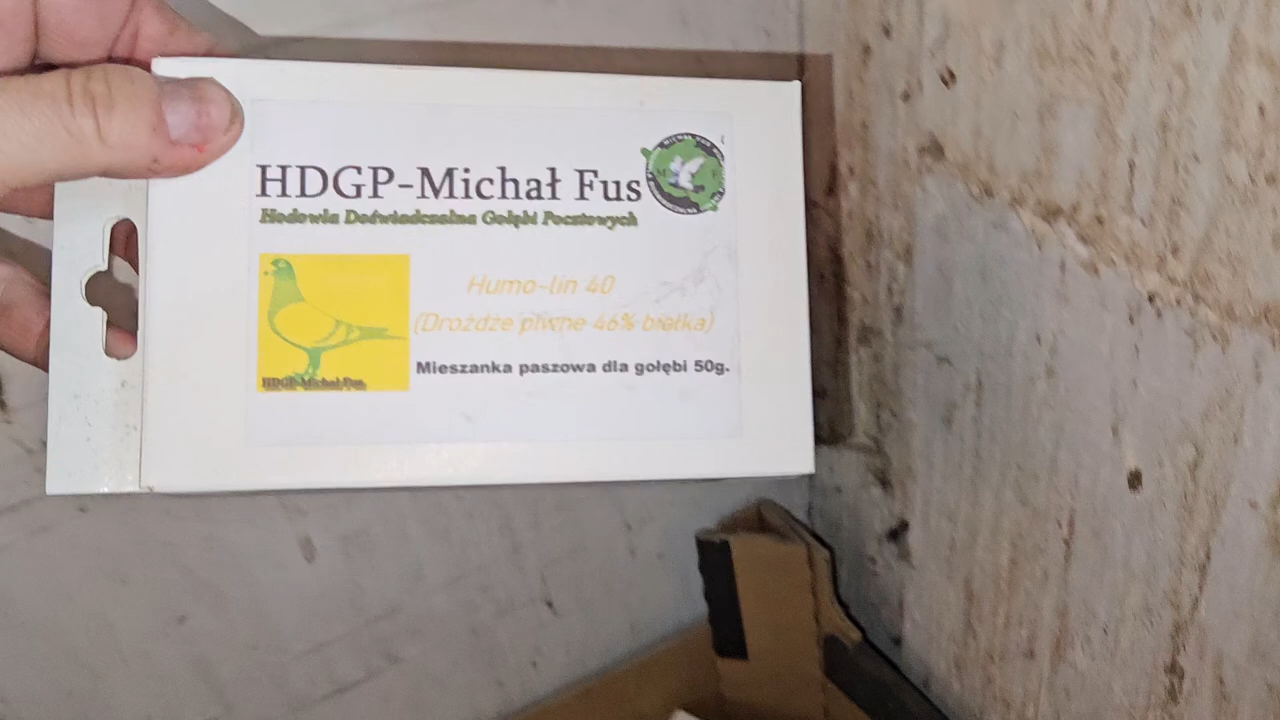 HDGP-Michał Fus
Hodowla Doświadczalna Gołębi Pocztowych
Humo-lin 40
(Drożdże piwne 46% białka)
Mieszanka paszowa dla gołębi 50g.
HDGP-Michał Fus